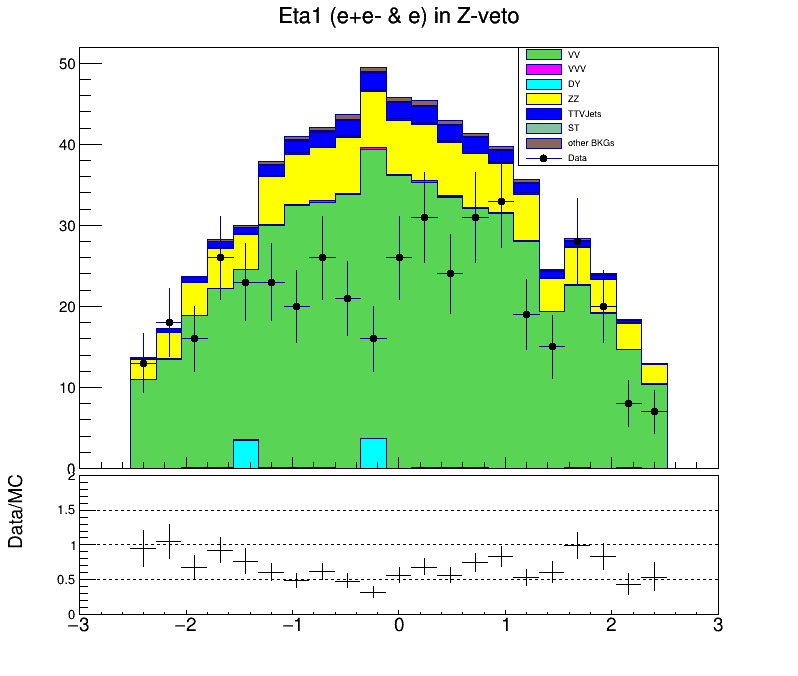 Eta1 (e+e- & e) in Z-veto
50
40
30
20
10
0
VV
VVV
DY
ZZ
TTVJets
ST
other BKGs
Data
Data/MC
2
1.5
1
0.5
0
−3 −2 −1 0 1 2 3